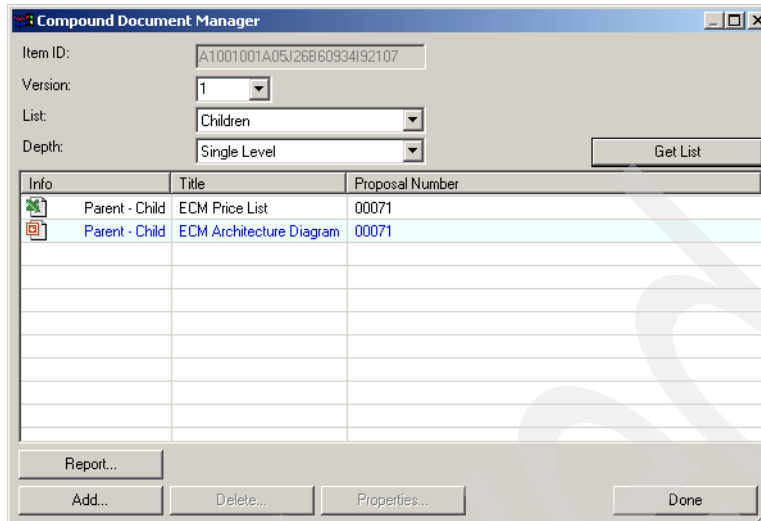 Compound Document Manager
Item ID: A1001001A05J26B60934I92107
Version: 1
List: Children
Depth: Single Level Get List
Info Title Proposal Number
Parent - Child ECM Price List 00071
Parent - Child ECM Architecture Diagram 00071
Report...
Add... Delete... Properties... Done